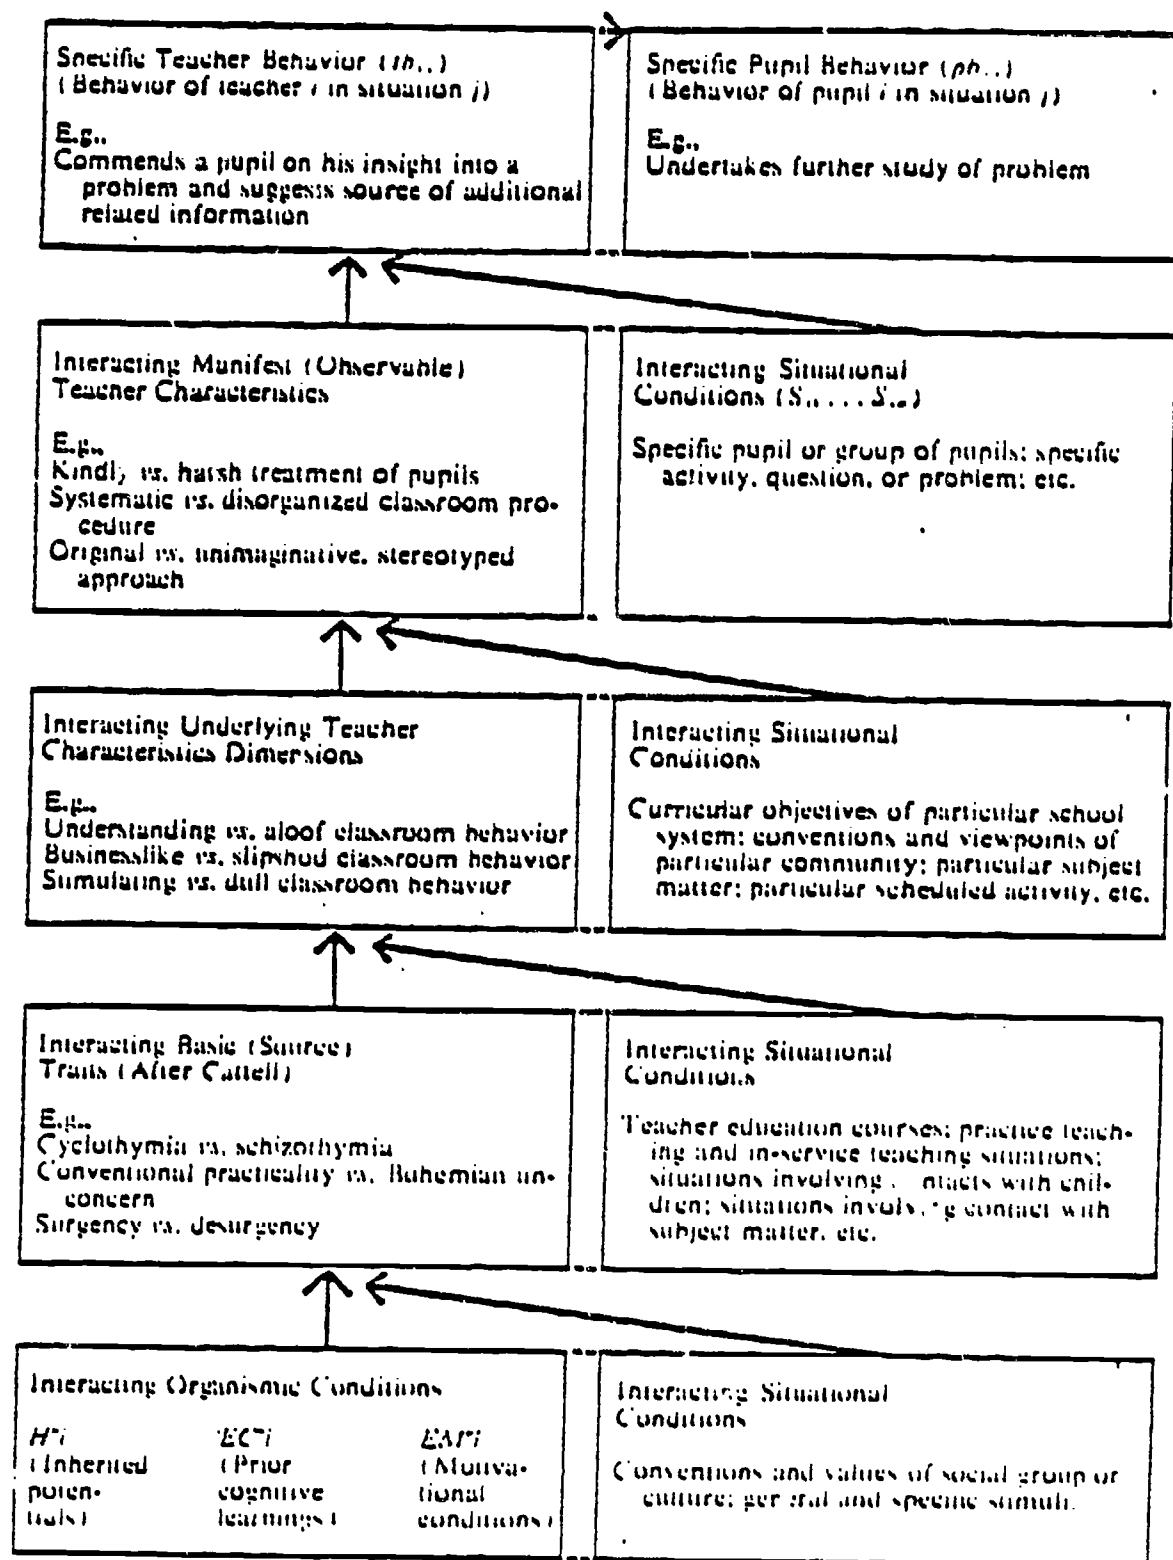 Specific Teacher Behavior (tb..)
(Behavior of teacher i in situation j)
E.g.,
Commends a pupil on his insight into a
problem and suggests source of additional
related information
Specific Pupil Behavior (pb..)
(Behavior of pupil i in situation j)
E.g.,
Undertakes further study of problem
Interacting Manifest (Observable)
Teacher Characteristics
E.g.,
Kindly vs. harsh treatment of pupils
Systematic vs. disorganized classroom pro-
cedure
Original vs. unimaginative, stereotyped
approach
Interacting Situational
Conditions (S.. . . . S..)
Specific pupil or group of pupils; specific
activity, question, or problem; etc.
Interacting Underlying Teacher
Characteristics Dimensions
E.g.,
Understanding vs. aloof classroom behavior
Businesslike vs. slipshod classroom behavior
Stimulating vs. dull classroom behavior
Interacting Situational
Conditions
Curricular objectives of particular school
system; conventions and viewpoints of
particular community; particular subject
matter; particular scheduled activity, etc.
Interacting Basic (Source)
Traits (After Cattell)
E.g.,
Cyclothymia vs. schizothymia
Conventional practicality vs. Bohemian un-
concern
Surgency vs. desurgency
Interacting Situational
Conditions
Teacher education courses; practice teach-
ing and in-service teaching situations;
situations involving with chil-
dren; situations involving contact with
subject matter, etc.
Interacting Organismic Conditions
(Inherited
poten-
tials)
(Prior
cognitive
learnings)
(Motiva-
tional
conditions)
Interacting Situational
Conditions
Conventions and values of social group or
culture; general and specific stimuli.